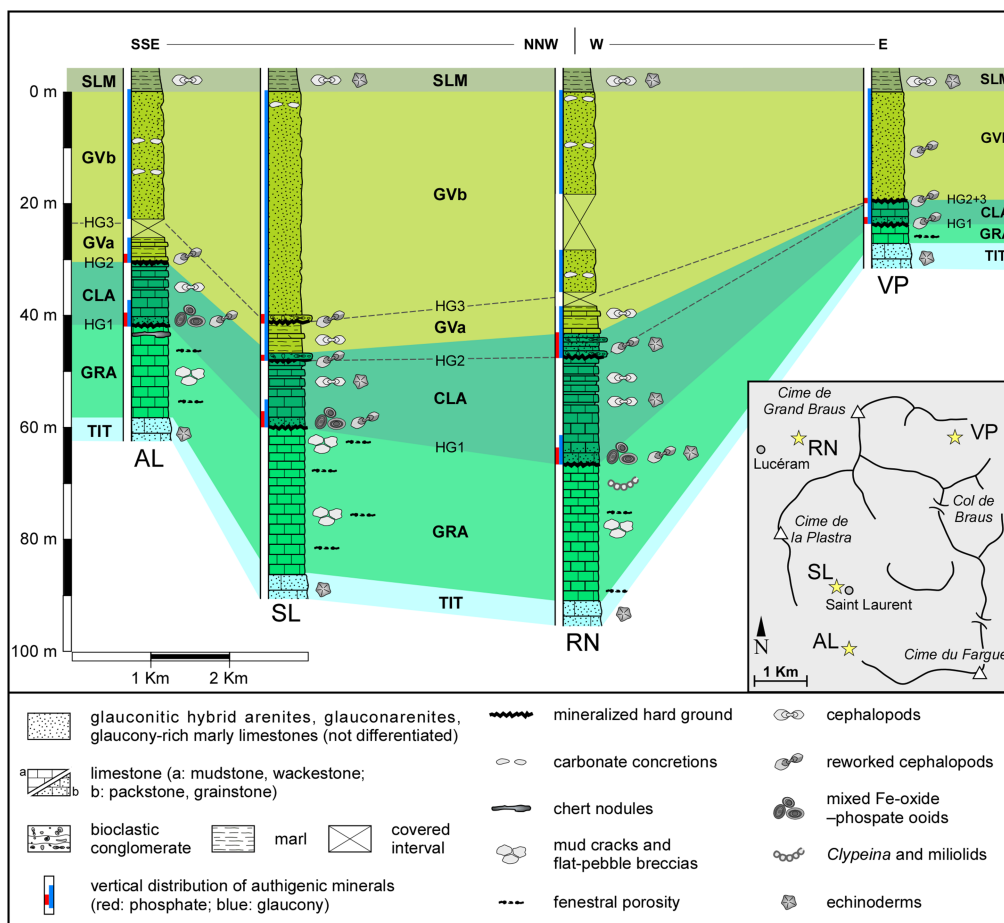 SSE
NNW
W
E
SLM
SLM
SLM
0 m
GVb
GVb
GVb
20 m
HG3
HG2+3
GVa
CLA
HG2
HG1
GRA
TIT
CLA
VP
40 m
HG3
GVa
HG1
HG2
GRA
CLA
60 m
TIT
HG1
AL
80 m
GRA
SL
TIT
RN
100 m
1 Km
2 Km
Cime de
Grand Braus
VP
RN
Lucéram
Col de
Braus
Cime de
la Plastra
SL
Saint Laurent
AL
N
Cime du Fargue
1 Km
glauconitic hybrid arenites, glauconarenites,
glaucony-rich marly limestones (not differentiated)
a
b
limestone (a: mudstone, wackestone;
b: packstone, grainstone)
bioclastic
conglomerate
marl
covered
interval
vertical distribution of authigenic minerals
(red: phosphate; blue: glaucony)
mineralized hard ground
carbonate concretions
chert nodules
mud cracks and
flat-pebble breccias
fenestral porosity
cephalopods
reworked cephalopods
mixed Fe-oxide
–phospate ooids
Clypeina and miliolids
echinoderms